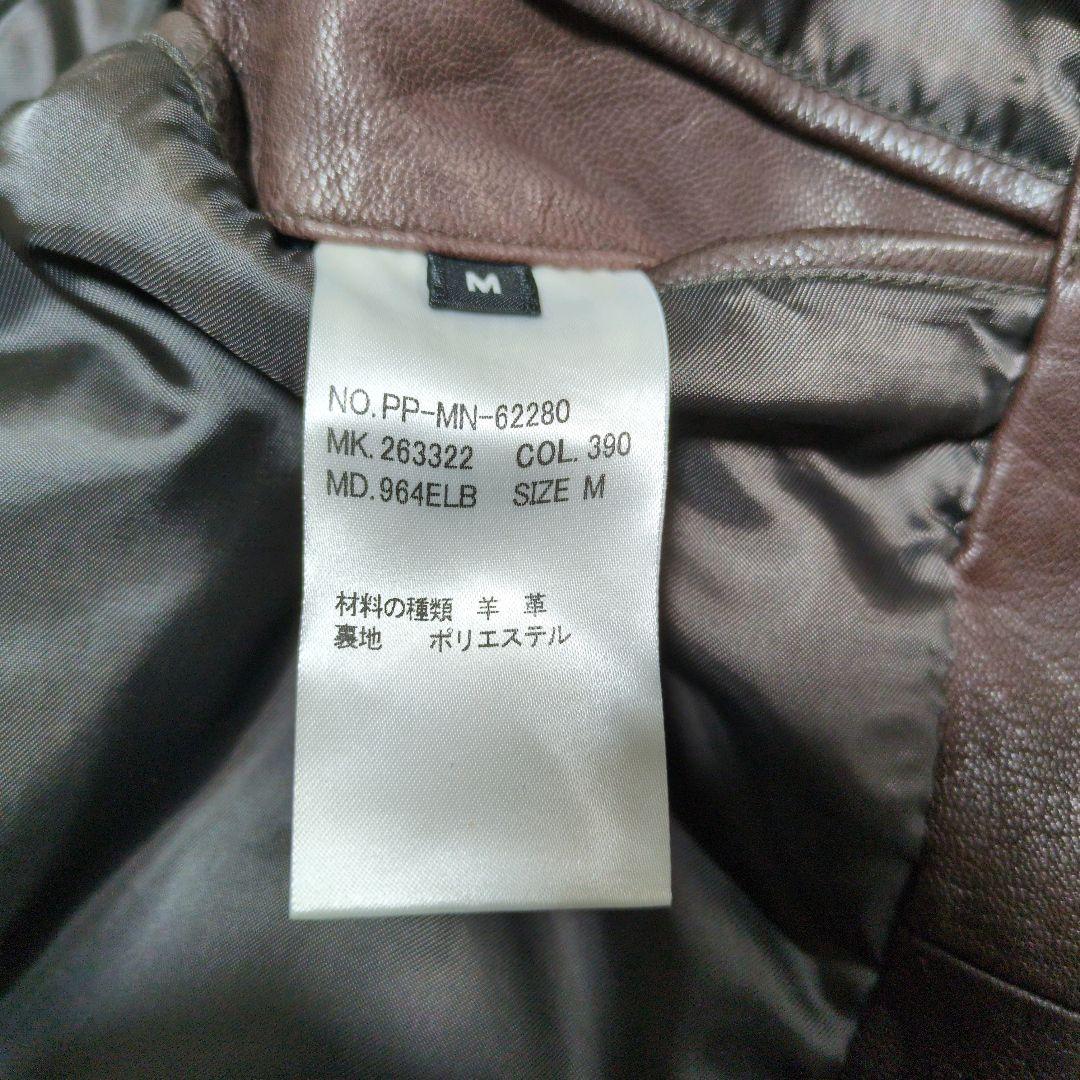 M
NO.PP-MN-62280
MK.263322 COL.390
MD.964ELB SIZE M
材料の種類 羊 革
裏地 ポリエステル